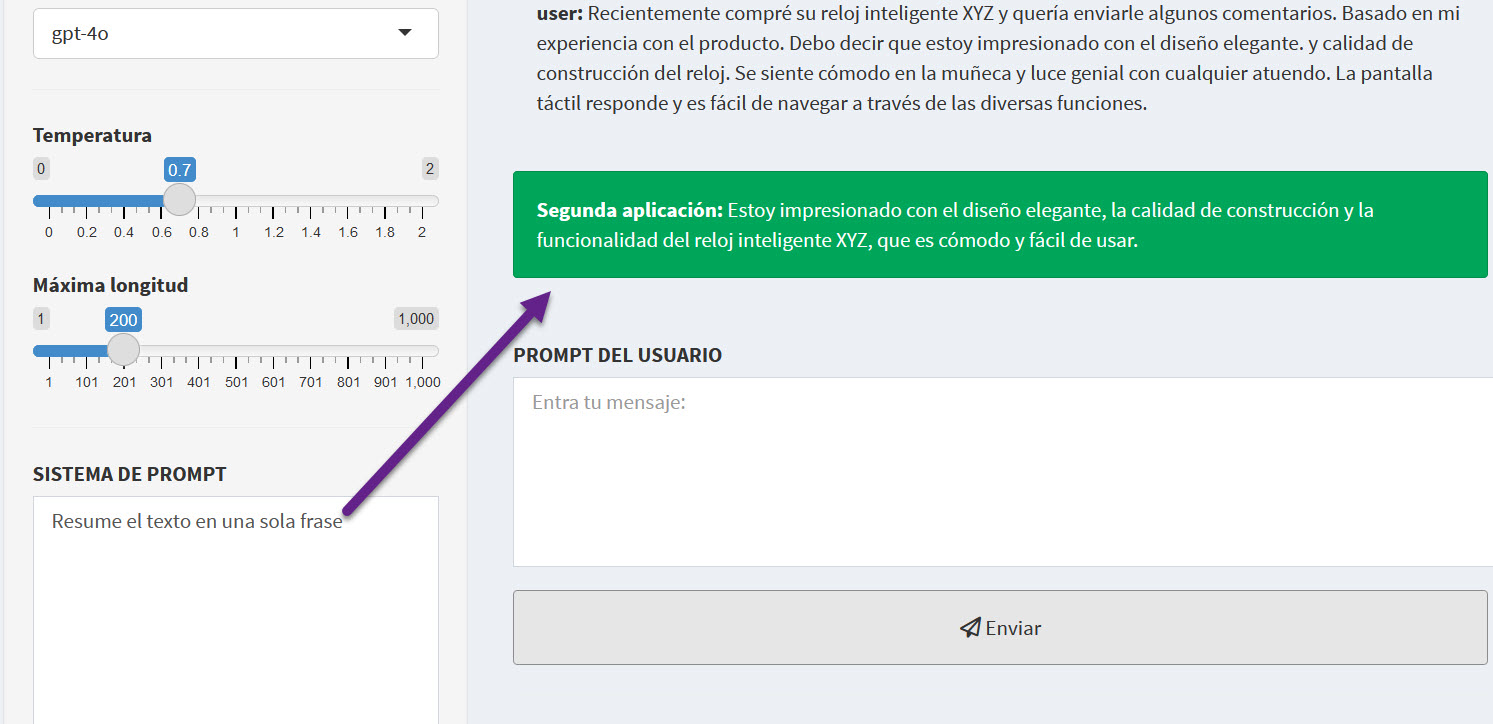 gpt-4o
Temperatura
0 0.7 2
0 0.2 0.4 0.6 0.8 1 1.2 1.4 1.6 1.8 2
Máxima longitud
1 200 1,000
1 101 201 301 401 501 601 701 801 901 1,000
SISTEMA DE PROMPT
Resume el texto en una sola frase
user: Recientemente compré su reloj inteligente XYZ y quería enviarle algunos comentarios. Basado en mi
experiencia con el producto. Debo decir que estoy impresionado con el diseño elegante. y calidad de
construcción del reloj. Se siente cómodo en la muñeca y luce genial con cualquier atuendo. La pantalla
táctil responde y es fácil de navegar a través de las diversas funciones.
Segunda aplicación: Estoy impresionado con el diseño elegante, la calidad de construcción y la
funcionalidad del reloj inteligente XYZ, que es cómodo y fácil de usar.
PROMPT DEL USUARIO
Entra tu mensaje:
Enviar